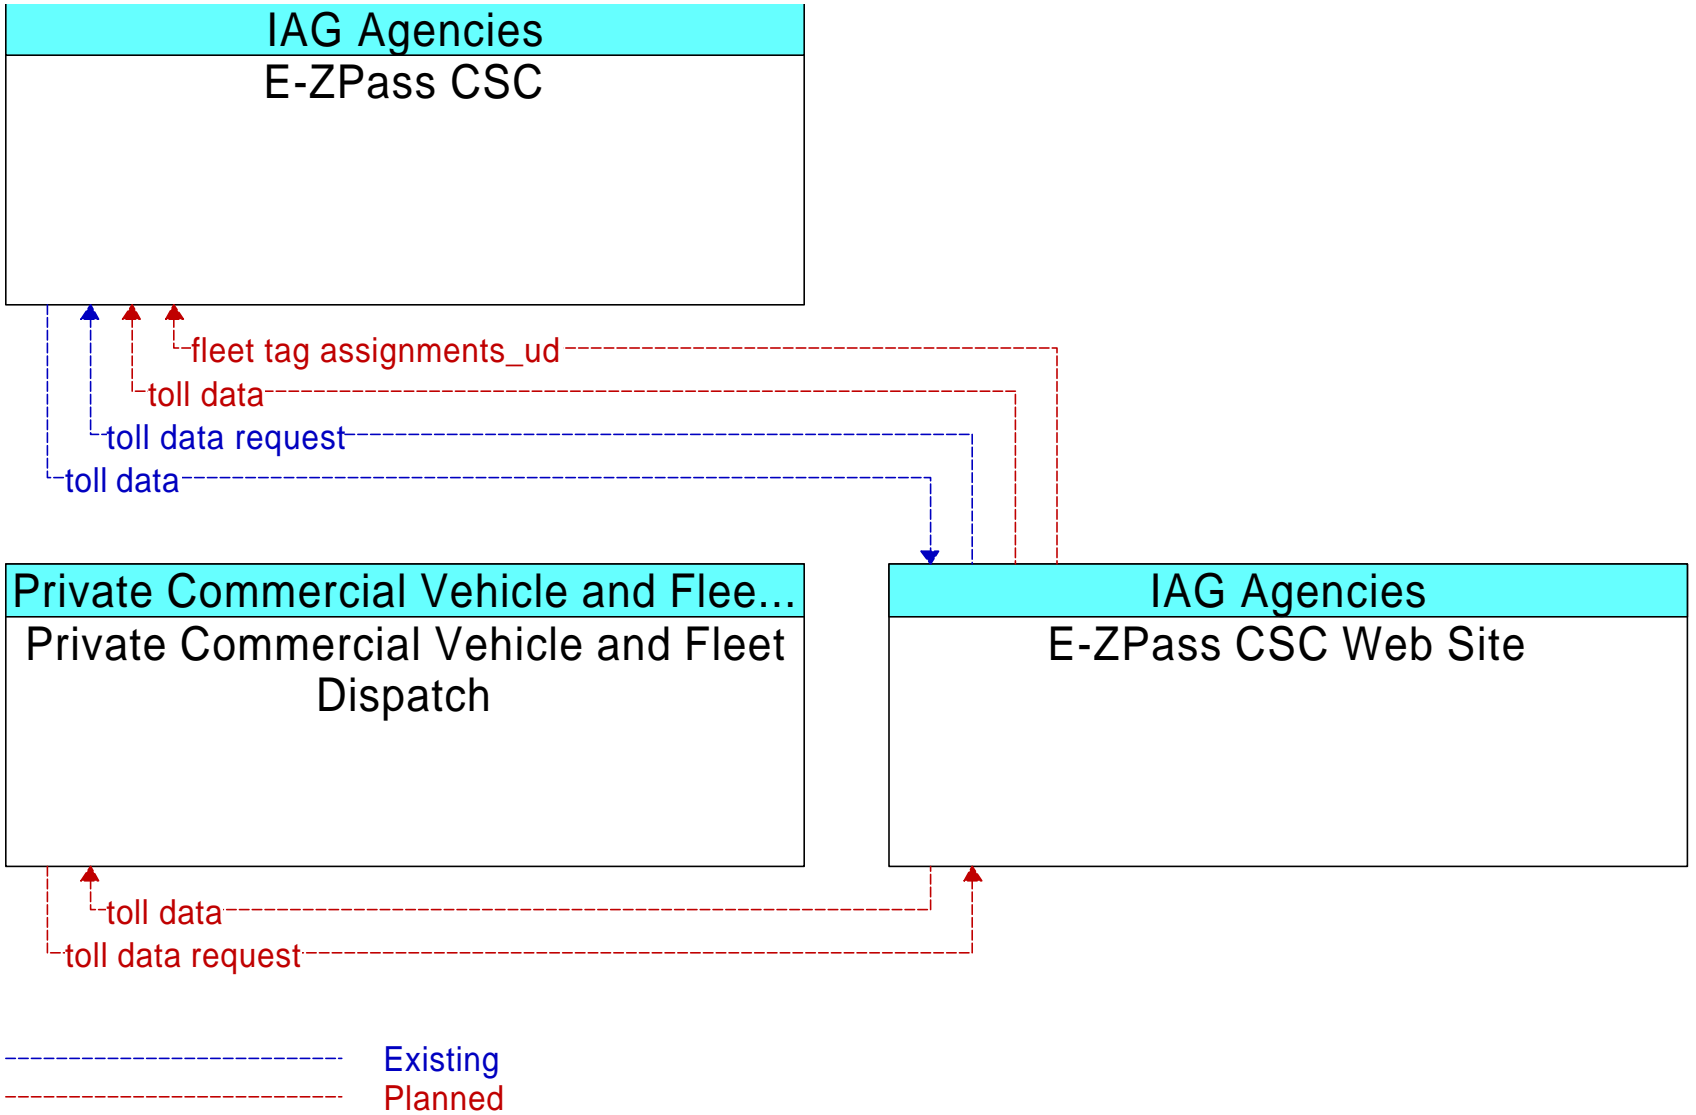 IAG Agencies
E-ZPass CSC
fleet tag assignments_ud
toll data
toll data request
toll data
Private Commercial Vehicle and Flee...
Private Commercial Vehicle and Fleet
Dispatch
IAG Agencies
E-ZPass CSC Web Site
toll data
toll data request
Existing
Planned